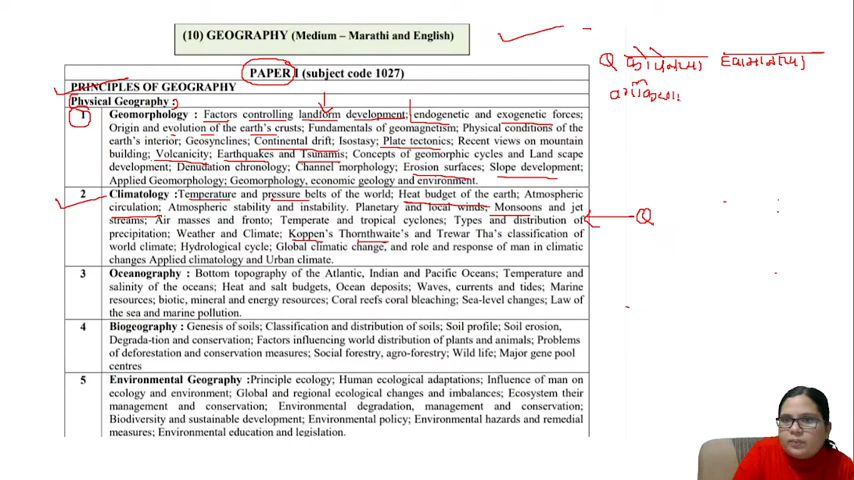 (10) GEOGRAPHY (Medium – Marathi and English)
PAPER I (subject code 1027)
PRINCIPLES OF GEOGRAPHY
Physical Geography :
1 Geomorphology : Factors controlling landform development; endogenetic and exogenetic forces;
Origin and evolution of the earth's crusts; Fundamentals of geomagnetism; Physical conditions of the
earth's interior; Geosynclines; Continental drift; Isostasy; Plate tectonics; Recent views on mountain
building; Volcanicity; Earthquakes and Tsunamis; Concepts of geomorphic cycles and Land scape
development; Denudation chronology; Channel morphology; Erosion surfaces; Slope development;
Applied Geomorphology; Geomorphology, economic geology and environment.
2 Climatology : Temperature and pressure belts of the world; Heat budget of the earth; Atmospheric
circulation; Atmospheric stability and instability. Planetary and local winds; Monsoons and jet
streams; Air masses and fronto; Temperate and tropical cyclones; Types and distribution of
precipitation; Weather and Climate; Koppen's Thornthwaite's and Trewar Tha's classification of
world climate; Hydrological cycle; Global climatic change, and role and response of man in climatic
changes Applied climatology and Urban climate.
3 Oceanography : Bottom topography of the Atlantic, Indian and Pacific Oceans; Temperature and
salinity of the oceans; Heat and salt budgets, Ocean deposits; Waves, currents and tides; Marine
resources; biotic, mineral and energy resources; Coral reefs coral bleaching; Sea-level changes; Law of
the sea and marine pollution.
4 Biogeography : Genesis of soils; Classification and distribution of soils; Soil profile; Soil erosion,
Degrada-tion and conservation; Factors influencing world distribution of plants and animals; Problems
of deforestation and conservation measures; Social forestry, agro-forestry; Wild life; Major gene pool
centres
5 Environmental Geography :Principle ecology; Human ecological adaptations; Influence of man on
ecology and environment; Global and regional ecological changes and imbalances; Ecosystem their
management and conservation; Environmental degradation, management and conservation;
Biodiversity and sustainable development; Environmental policy; Environmental hazards and remedial
measures; Environmental education and legislation.
Q
Q